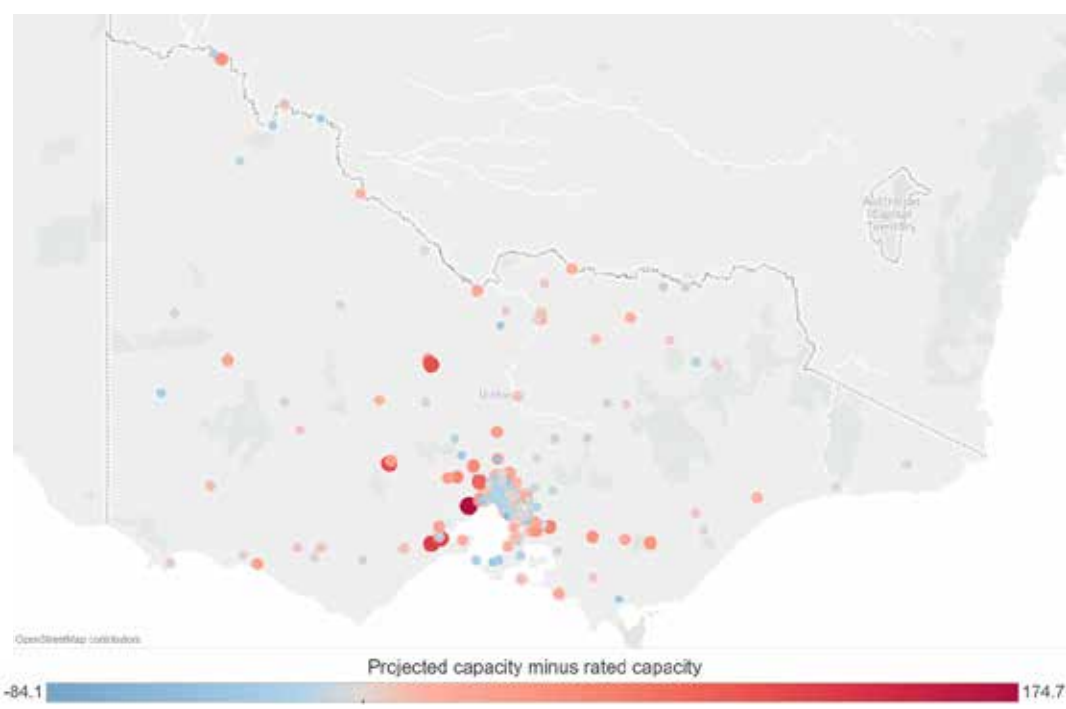 Australian
Capital
Territory
OpenStreetMap contributors
Projected capacity minus rated capacity
-84.1
174.7